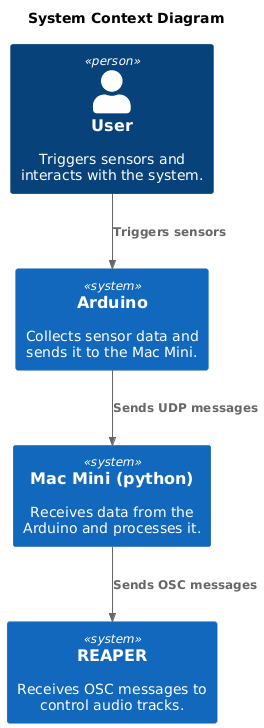 System Context Diagram
«person»
User
Triggers sensors and
interacts with the system.
Triggers sensors
«system»
Arduino
Collects sensor data and
sends it to the Mac Mini.
Sends UDP messages
«system»
Mac Mini (python)
Receives data from the
Arduino and processes it.
Sends OSC messages
«system»
REAPER
Receives OSC messages to
control audio tracks.